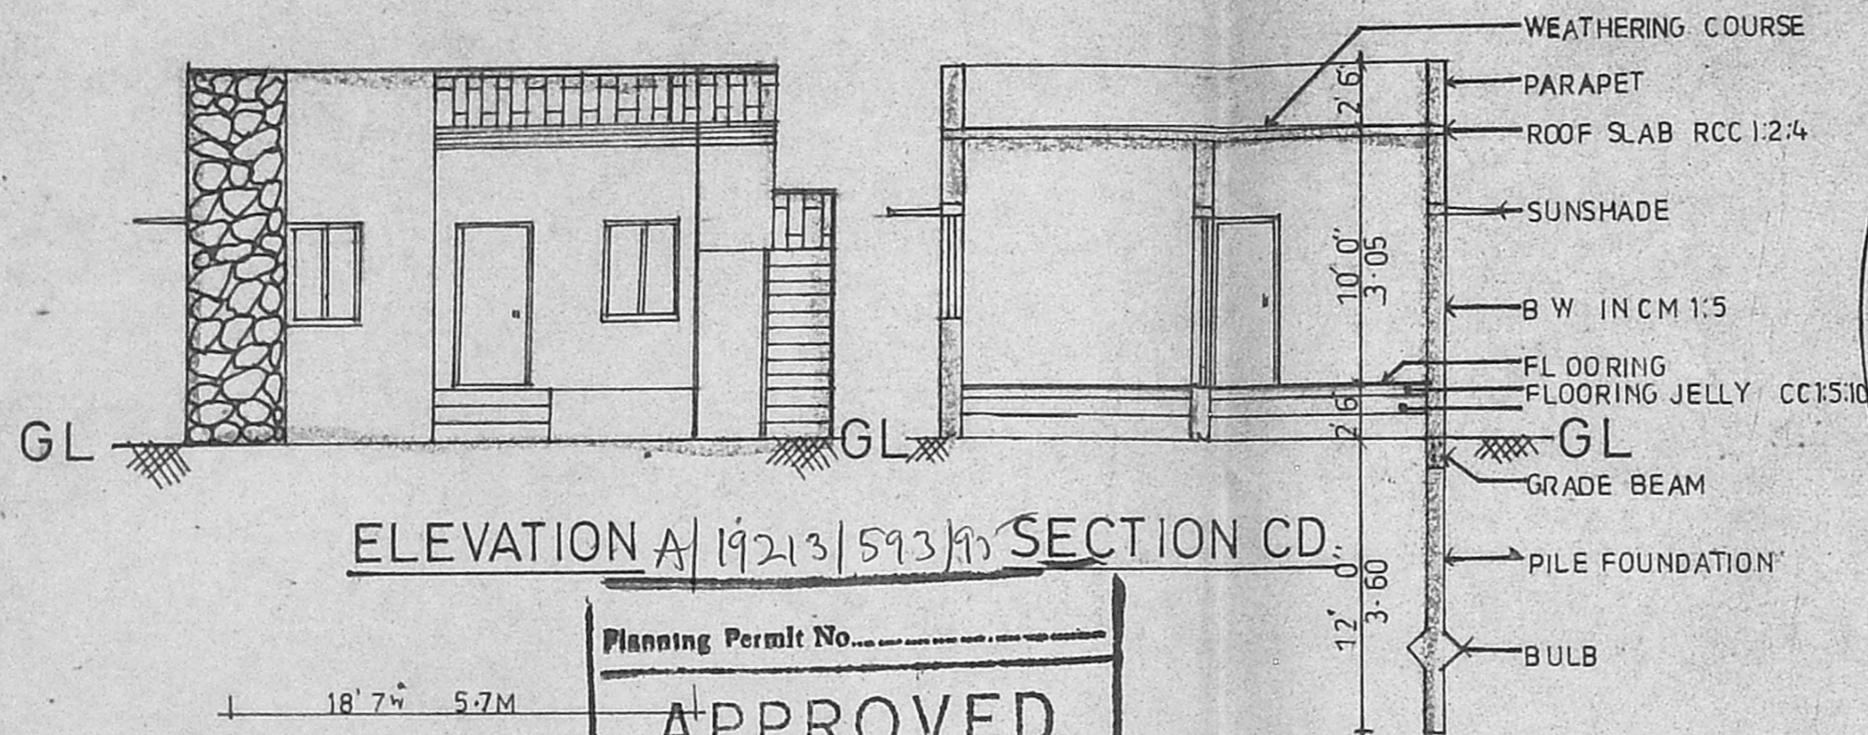 WEATHERING COURSE
PARAPET
2' 6"
ROOF SLAB RCC 1:2:4
SUNSHADE
10' 0"
3·05
B W IN CM 1:5
FLOORING
FLOORING JELLY CC1:5:10
2' 6"
GL
GL
GL
GRADE BEAM
ELEVATION A/19213/593/90 SECTION CD.
12' 0"
3·60
PILE FOUNDATION
Planning Permit No.
BULB
18' 7" 5·7M
APPROVED